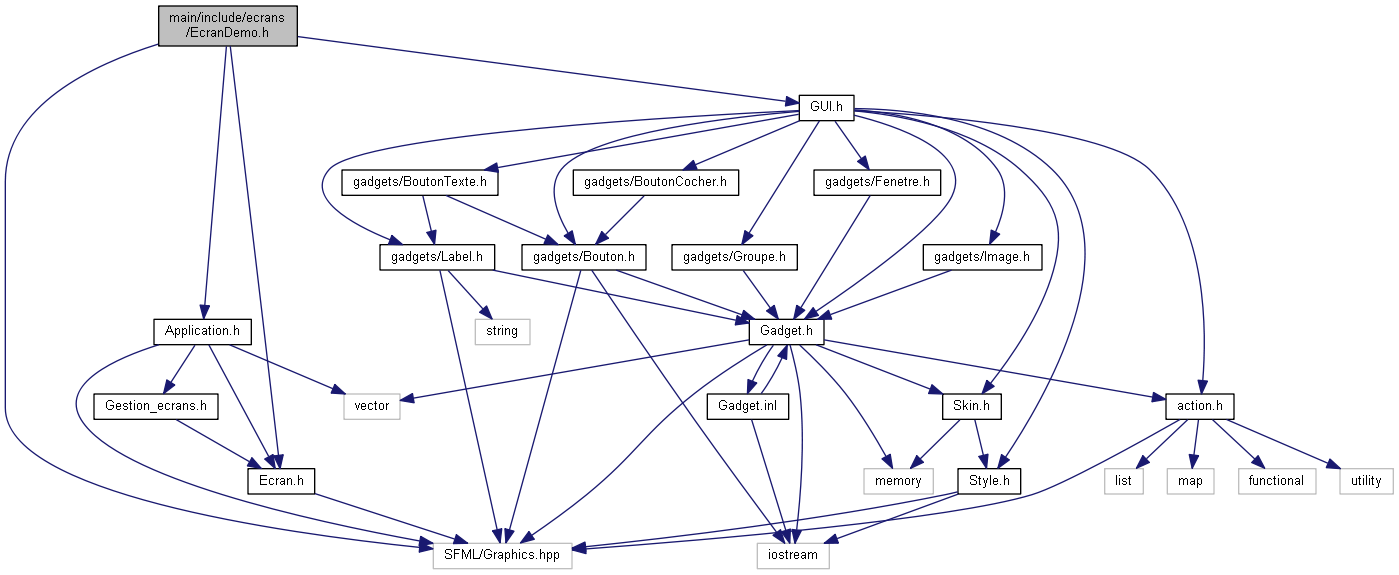 main/include/ecrans
/EcranDemo.h
GUI.h
gadgets/BoutonTexte.h
gadgets/BoutonCocher.h
gadgets/Fenetre.h
gadgets/Label.h
gadgets/Bouton.h
gadgets/Groupe.h
gadgets/Image.h
Application.h
string
Gadget.h
Gestion_ecrans.h
vector
Gadget.inl
Skin.h
action.h
Ecran.h
memory
Style.h
list
map
functional
utility
SFML/Graphics.hpp
iostream